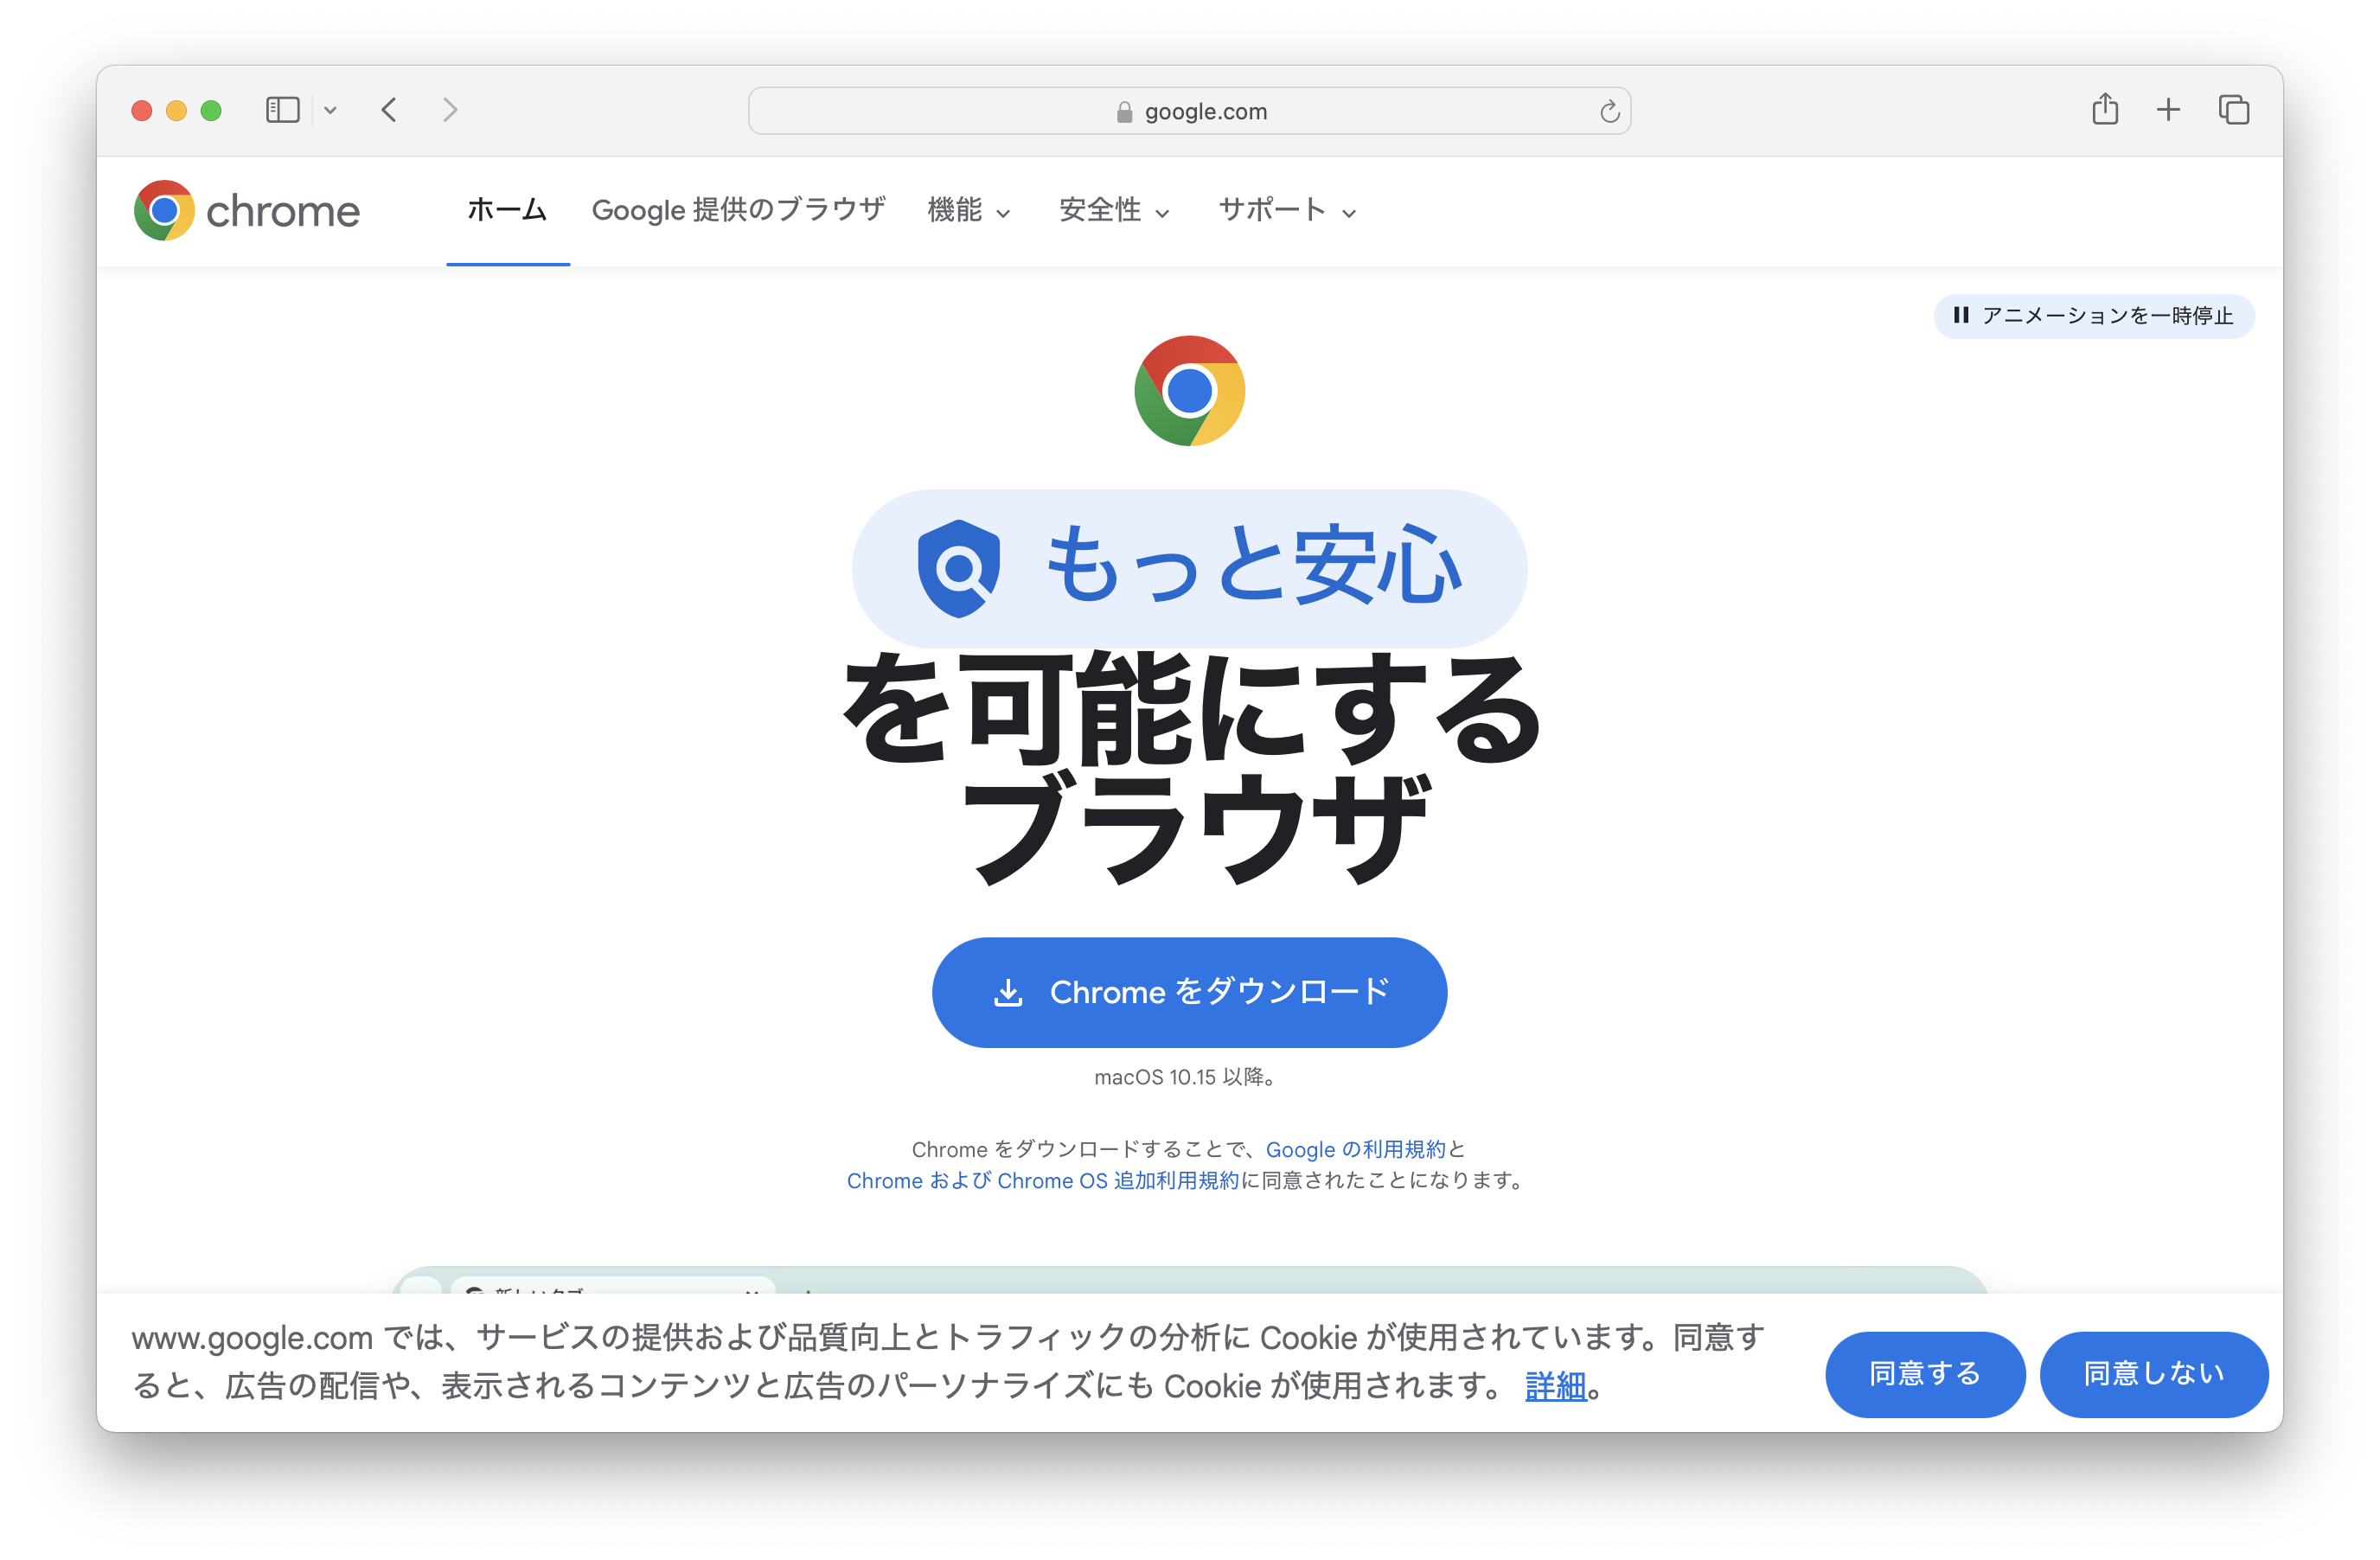 google.com
chrome
ホーム
Google 提供のブラウザ
機能
安全性
サポート
アニメーションを一時停止
もっと安心
を可能にする
ブラウザ
Chrome をダウンロード
macOS 10.15 以降。
Chrome をダウンロードすることで、Google の利用規約と
Chrome および Chrome OS 追加利用規約に同意されたことになります。
新しいタブ
www.google.com では、サービスの提供および品質向上とトラフィックの分析に Cookie が使用されています。同意す
ると、広告の配信や、表示されるコンテンツと広告のパーソナライズにも Cookie が使用されます。 詳細。
同意する
同意しない